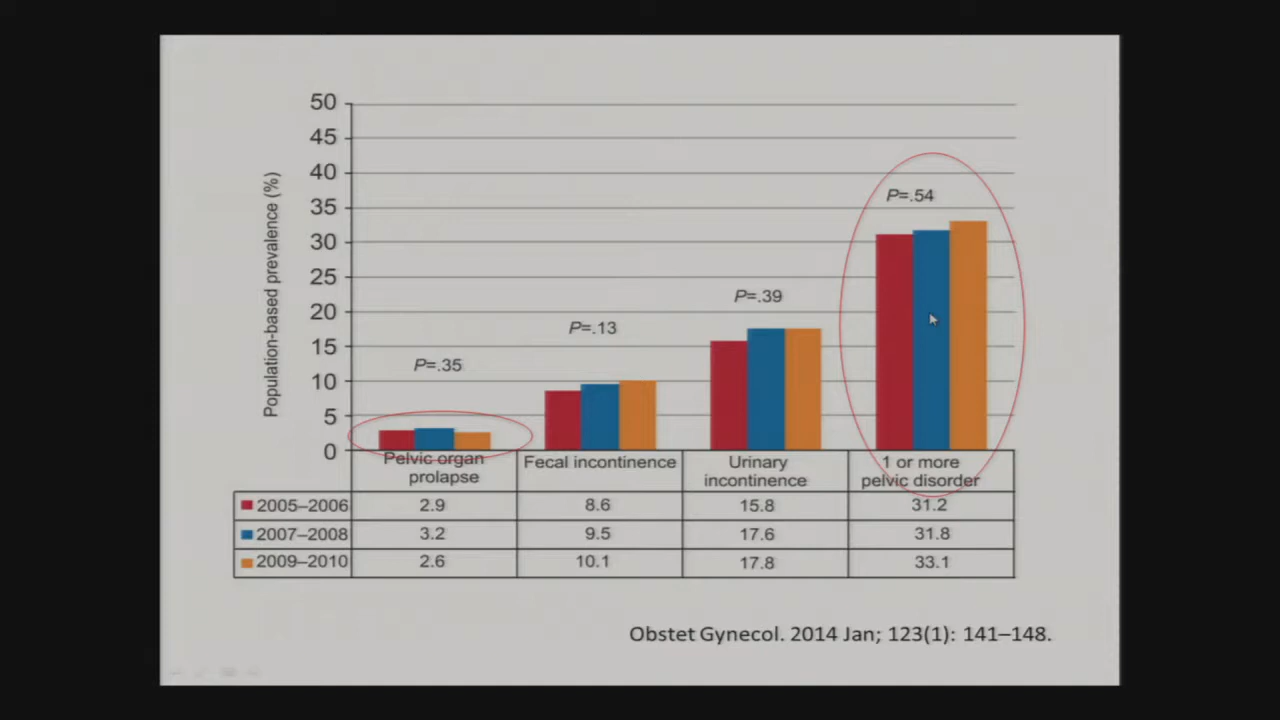 50
45
40
35
30
25
20
15
10
5
0
Population-based prevalence (%)
P=.35
P=.13
P=.39
P=.54
Pelvic organ
prolapse
Fecal incontinence
Urinary
incontinence
1 or more
pelvic disorder
2005–2006 2.9 8.6 15.8 31.2
2007–2008 3.2 9.5 17.6 31.8
2009–2010 2.6 10.1 17.8 33.1
Obstet Gynecol. 2014 Jan; 123(1): 141–148.